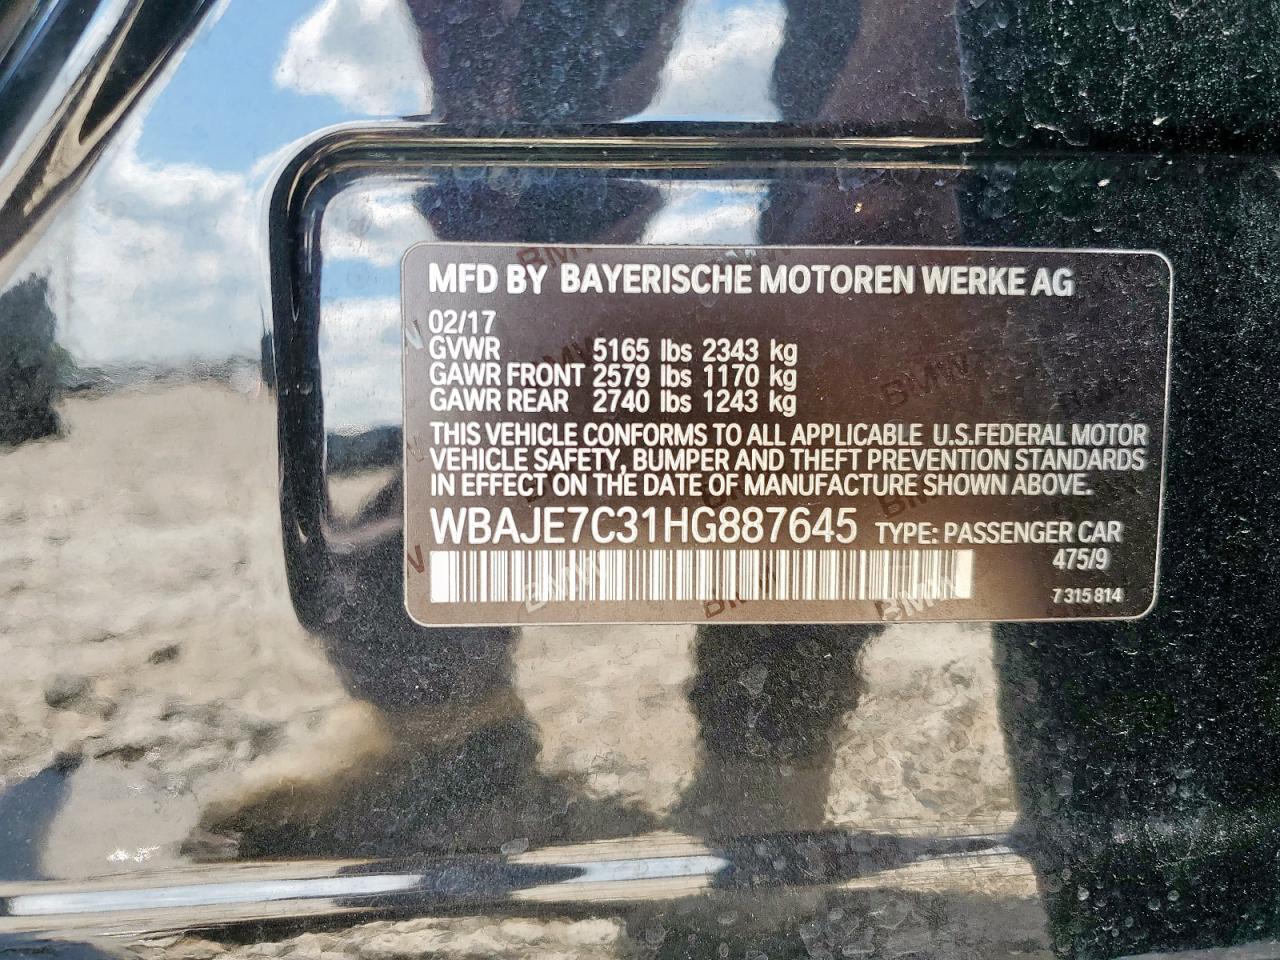 MFD BY BAYERISCHE MOTOREN WERKE AG
02/17
GVWR 5165 lbs 2343 kg
GAWR FRONT 2579 lbs 1170 kg
GAWR REAR 2740 lbs 1243 kg
THIS VEHICLE CONFORMS TO ALL APPLICABLE U.S.FEDERAL MOTOR
VEHICLE SAFETY, BUMPER AND THEFT PREVENTION STANDARDS
IN EFFECT ON THE DATE OF MANUFACTURE SHOWN ABOVE.
WBAJE7C31HG887645 TYPE: PASSENGER CAR
475/9
7 315 814